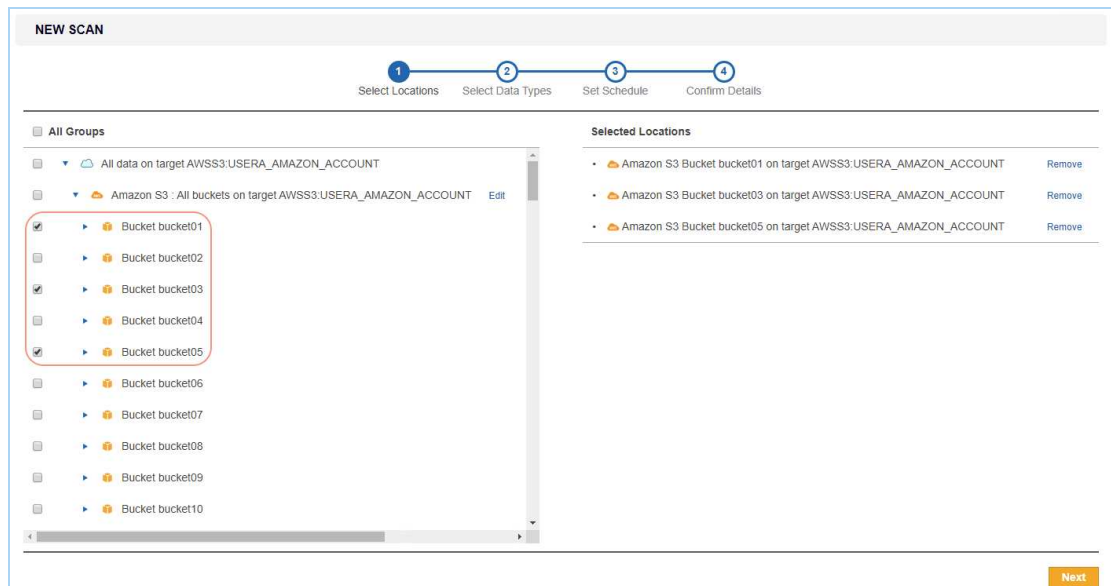 NEW SCAN
1 2 3 4
Select Locations Select Data Types Set Schedule Confirm Details
All Groups
All data on target AWSS3:USERA_AMAZON_ACCOUNT
Amazon S3 : All buckets on target AWSS3:USERA_AMAZON_ACCOUNT Edit
Bucket bucket01
Bucket bucket02
Bucket bucket03
Bucket bucket04
Bucket bucket05
Bucket bucket06
Bucket bucket07
Bucket bucket08
Bucket bucket09
Bucket bucket10
Selected Locations
• Amazon S3 Bucket bucket01 on target AWSS3:USERA_AMAZON_ACCOUNT Remove
• Amazon S3 Bucket bucket03 on target AWSS3:USERA_AMAZON_ACCOUNT Remove
• Amazon S3 Bucket bucket05 on target AWSS3:USERA_AMAZON_ACCOUNT Remove
Next